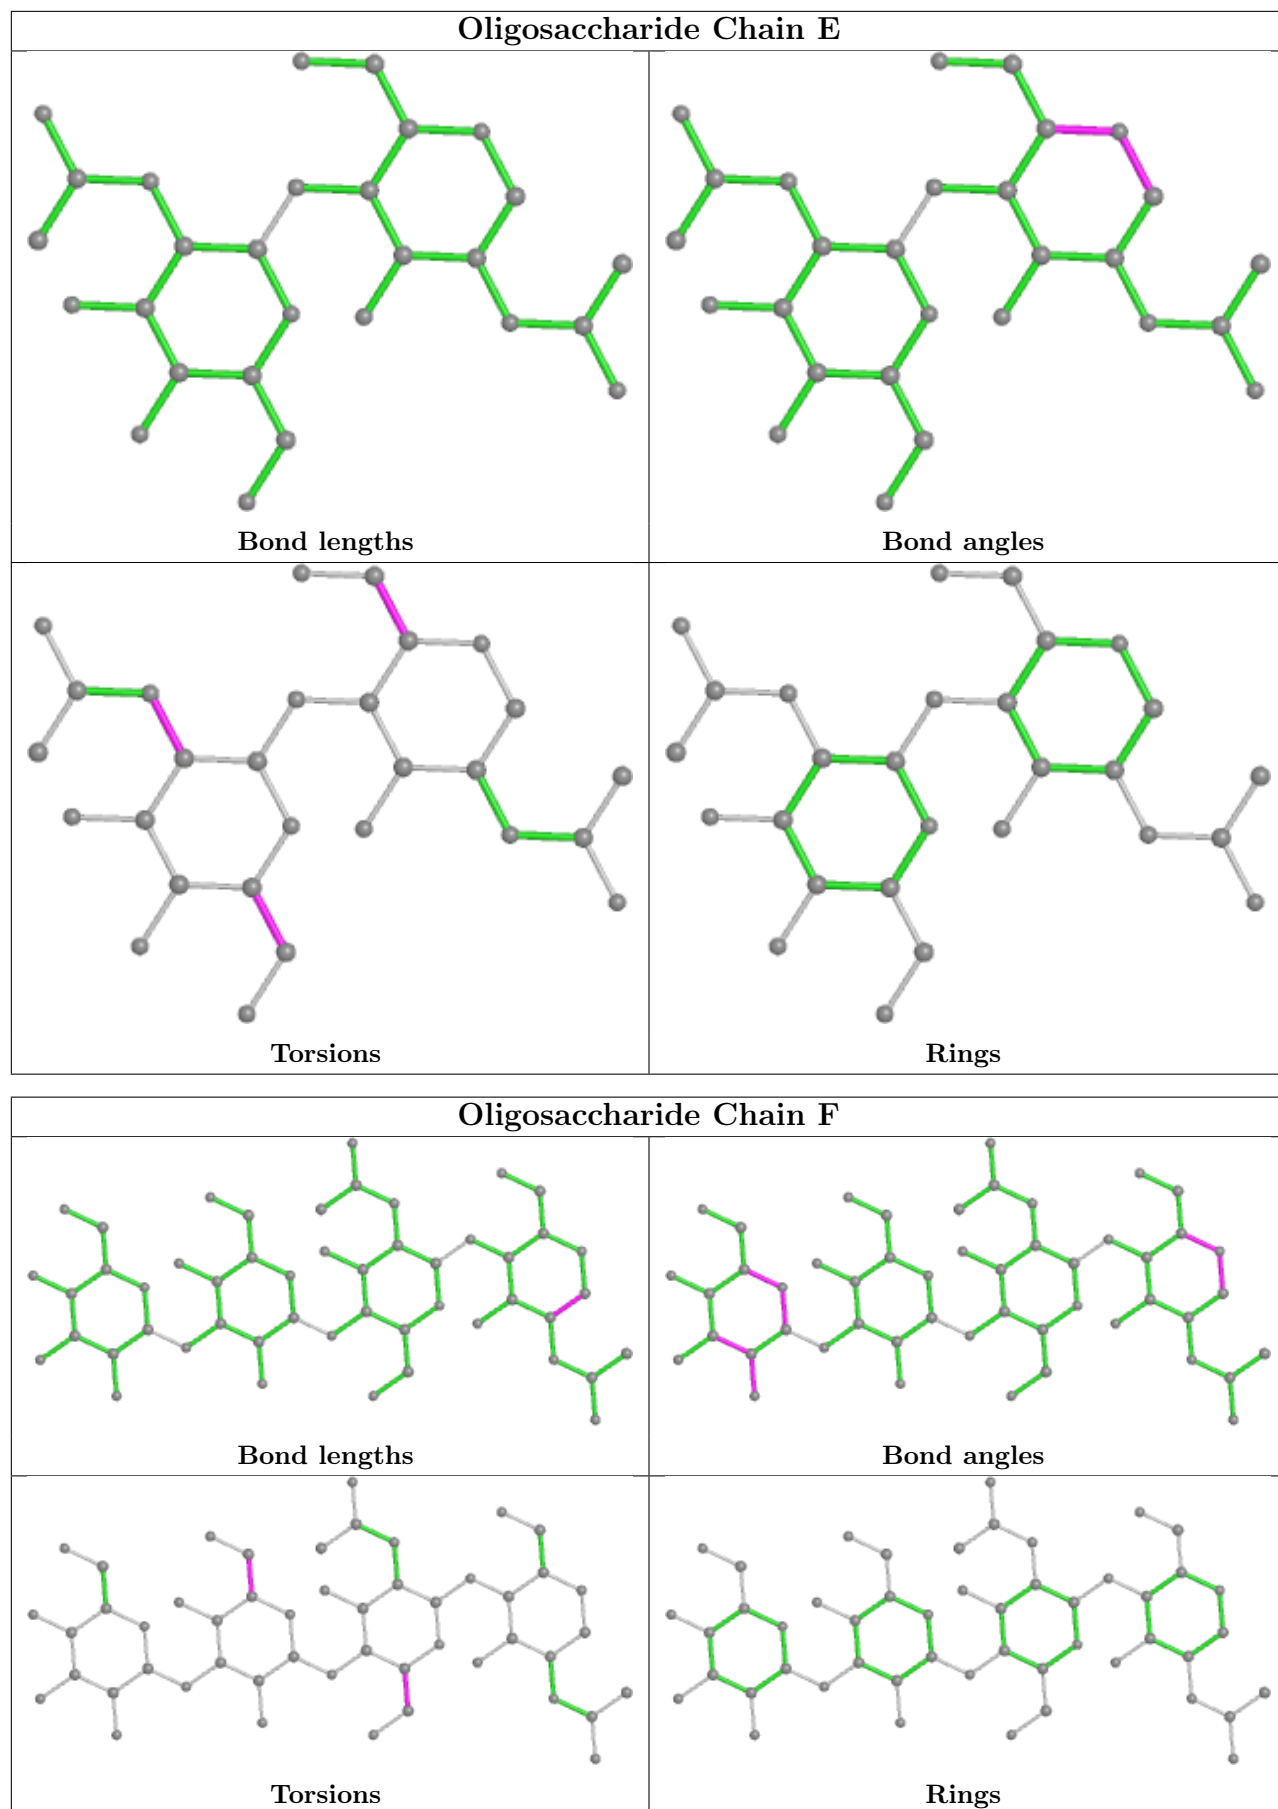 Oligosaccharide Chain E
Bond lengths
Bond angles
Torsions
Rings
Oligosaccharide Chain F
Bond lengths
Bond angles
Torsions
Rings